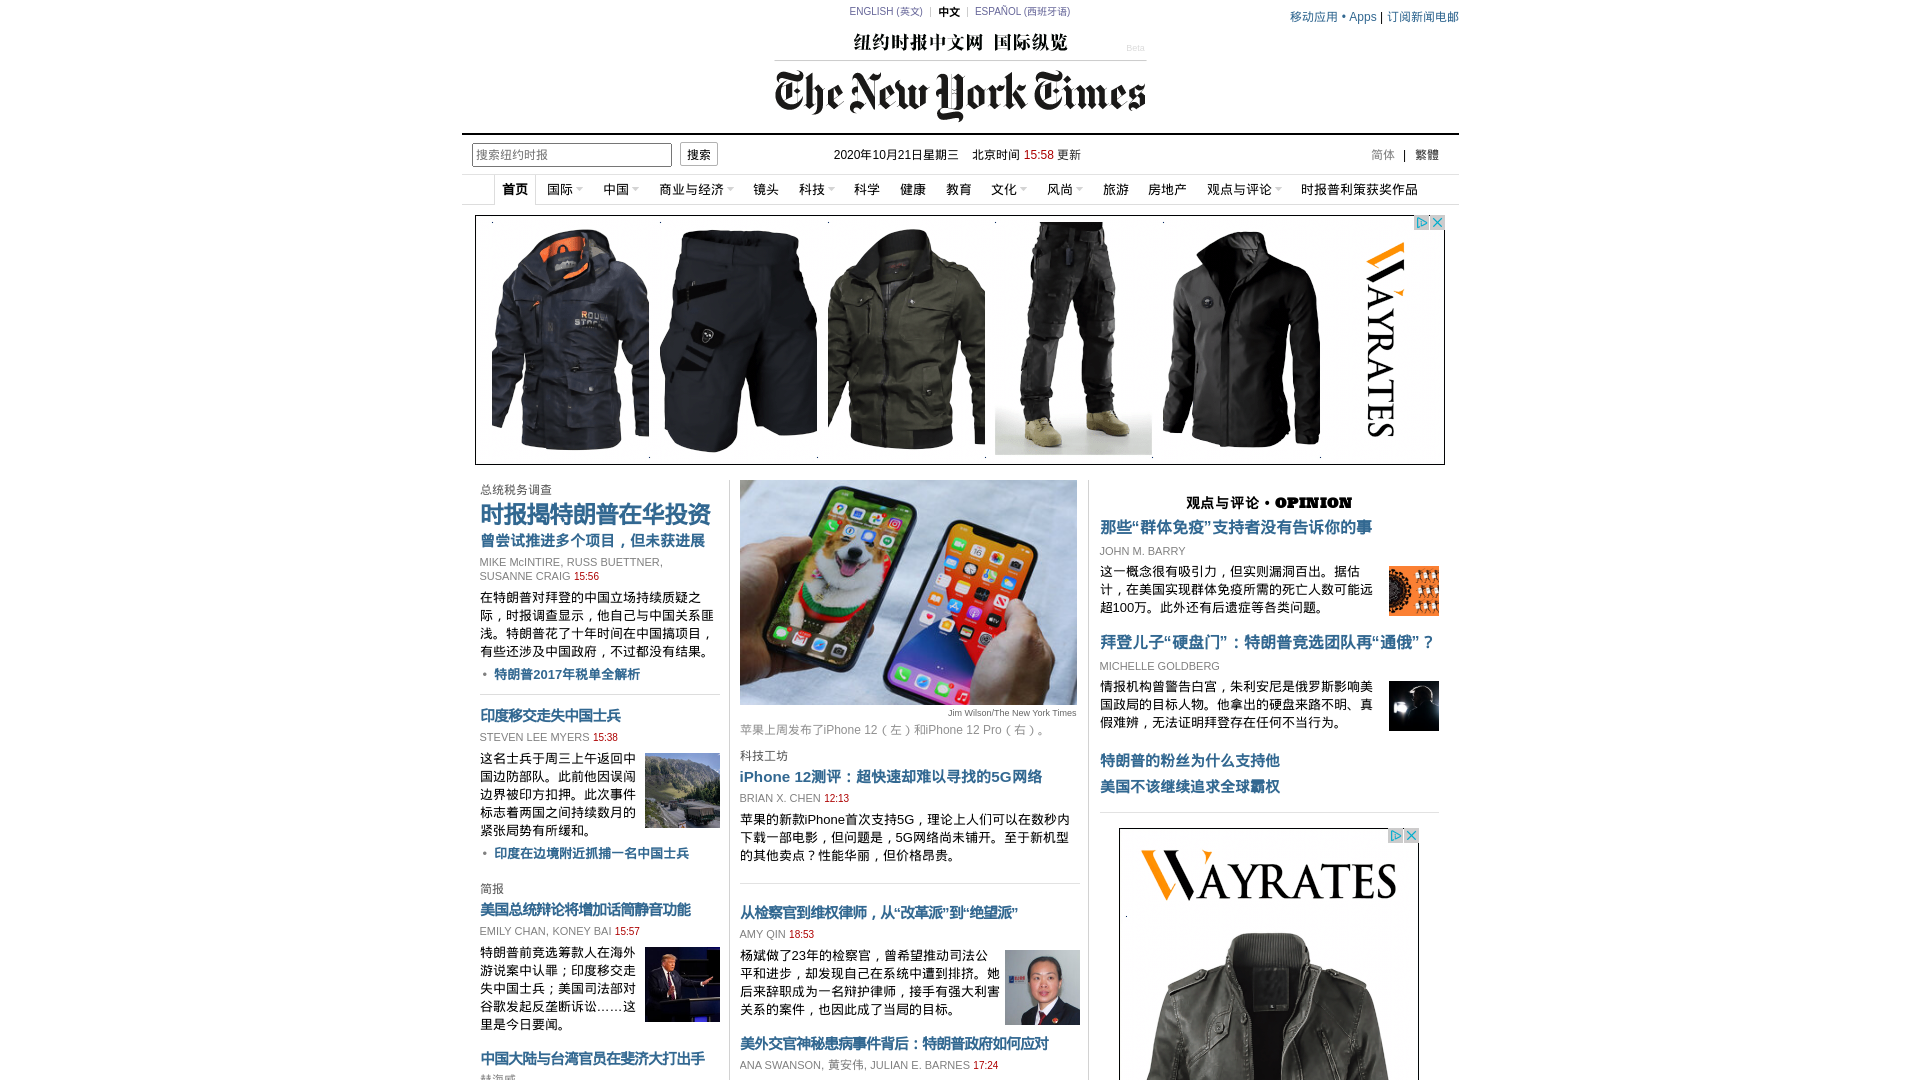 ENGLISH (英文) | 中文 | ESPAÑOL (西班牙语)
移动应用 • Apps | 订阅新闻电邮
纽约时报中文网 国际纵览
Beta
The New York Times
搜索纽约时报 搜索
2020年10月21日星期三 北京时间 15:58 更新
简体 | 繁體
首页 国际 中国 商业与经济 镜头 科技 科学 健康 教育 文化 风尚 旅游 房地产 观点与评论 时报普利策获奖作品
ROUGH
STOCK
WAYRATES
总统税务调查
时报揭特朗普在华投资
曾尝试推进多个项目，但未获进展
MIKE McINTIRE, RUSS BUETTNER,
SUSANNE CRAIG 15:56
在特朗普对拜登的中国立场持续质疑之
际，时报调查显示，他自己与中国关系匪
浅。特朗普花了十年时间在中国搞项目，
有些还涉及中国政府，不过都没有结果。
• 特朗普2017年税单全解析
印度移交走失中国士兵
STEVEN LEE MYERS 15:38
这名士兵于周三上午返回中
国边防部队。此前他因误闯
边界被印方扣押。此次事件
标志着两国之间持续数月的
紧张局势有所缓和。
• 印度在边境附近抓捕一名中国士兵
简报
美国总统辩论将增加话筒静音功能
EMILY CHAN, KONEY BAI 15:57
特朗普前竞选筹款人在海外
游说案中认罪；印度移交走
失中国士兵；美国司法部对
谷歌发起反垄断诉讼……这
里是今日要闻。
中国大陆与台湾官员在斐济大打出手
赫海威
Jim Wilson/The New York Times
苹果上周发布了iPhone 12（左）和iPhone 12 Pro（右）。
科技工坊
iPhone 12测评：超快速却难以寻找的5G网络
BRIAN X. CHEN 12:13
苹果的新款iPhone首次支持5G，理论上人们可以在数秒内
下载一部电影，但问题是，5G网络尚未铺开。至于新机型
的其他卖点？性能华丽，但价格昂贵。
从检察官到维权律师，从“改革派”到“绝望派”
AMY QIN 18:53
杨斌做了23年的检察官，曾希望推动司法公
平和进步，却发现自己在系统中遭到排挤。她
后来辞职成为一名辩护律师，接手有强大利害
关系的案件，也因此成了当局的目标。
美外交官神秘患病事件背后：特朗普政府如何应对
ANA SWANSON, 黄安伟, JULIAN E. BARNES 17:24
观点与评论 • OPINION
那些“群体免疫”支持者没有告诉你的事
JOHN M. BARRY
这一概念很有吸引力，但实则漏洞百出。据估
计，在美国实现群体免疫所需的死亡人数可能远
超100万。此外还有后遗症等各类问题。
拜登儿子“硬盘门”：特朗普竞选团队再“通俄”？
MICHELLE GOLDBERG
情报机构曾警告白宫，朱利安尼是俄罗斯影响美
国政局的目标人物。他拿出的硬盘来路不明、真
假难辨，无法证明拜登存在任何不当行为。
特朗普的粉丝为什么支持他
美国不该继续追求全球霸权
WAYRATES